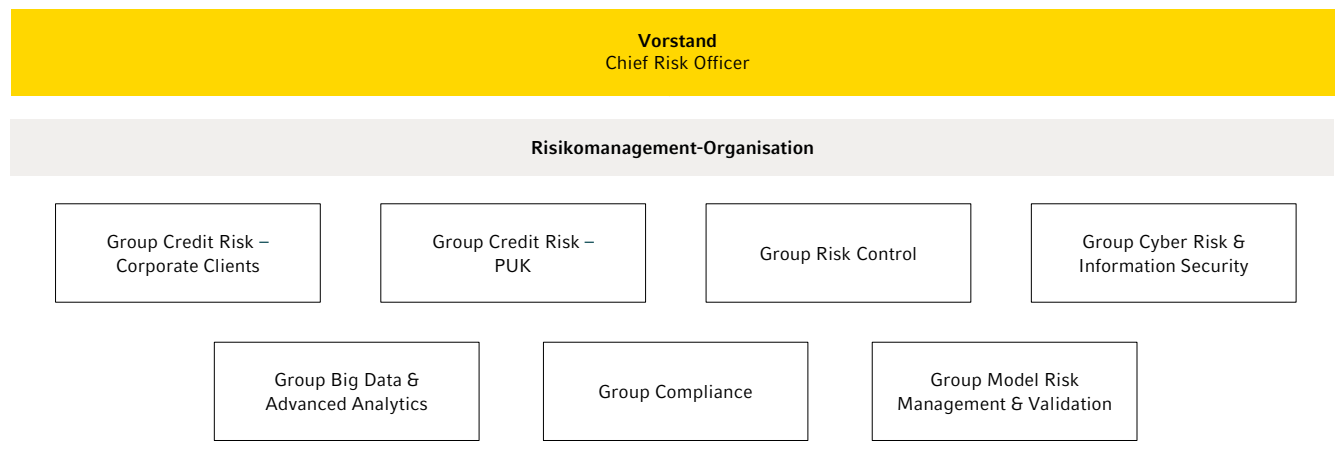 Vorstand
Chief Risk Officer
Risikomanagement-Organisation
Group Credit Risk –
Corporate Clients
Group Credit Risk –
PUK
Group Risk Control
Group Cyber Risk &
Information Security
Group Big Data &
Advanced Analytics
Group Compliance
Group Model Risk
Management & Validation